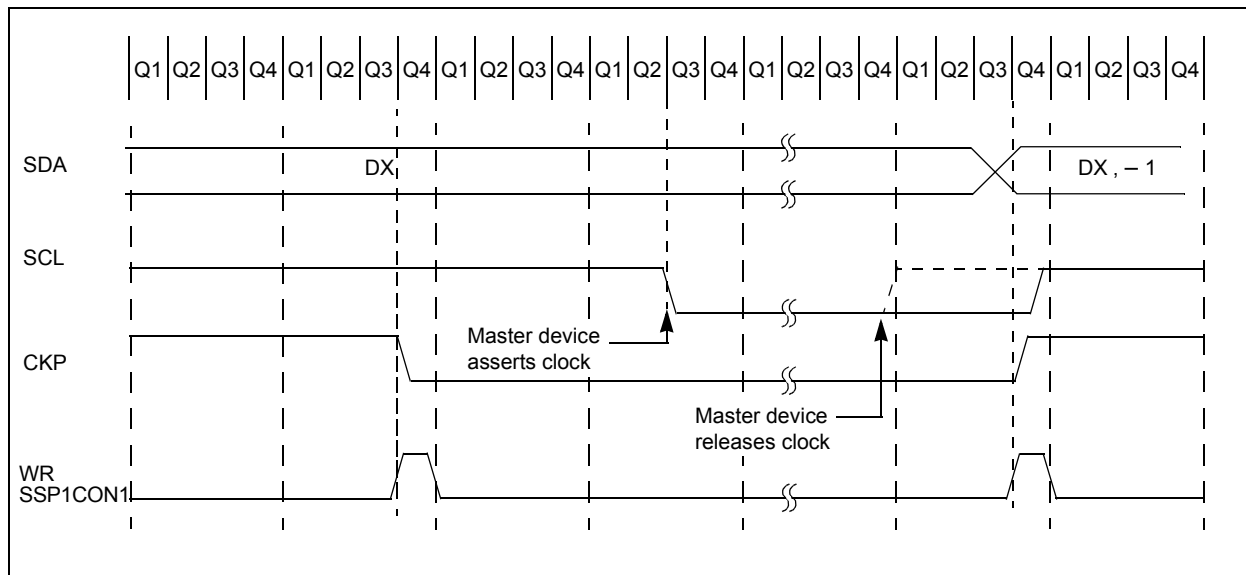 Q1 Q2 Q3 Q4 Q1 Q2 Q3 Q4 Q1 Q2 Q3 Q4 Q1 Q2 Q3 Q4 Q1 Q2 Q3 Q4 Q1 Q2 Q3 Q4 Q1 Q2 Q3 Q4
SDA
DX
DX , – 1
SCL
Master device
asserts clock
CKP
Master device
releases clock
WR
SSP1CON1